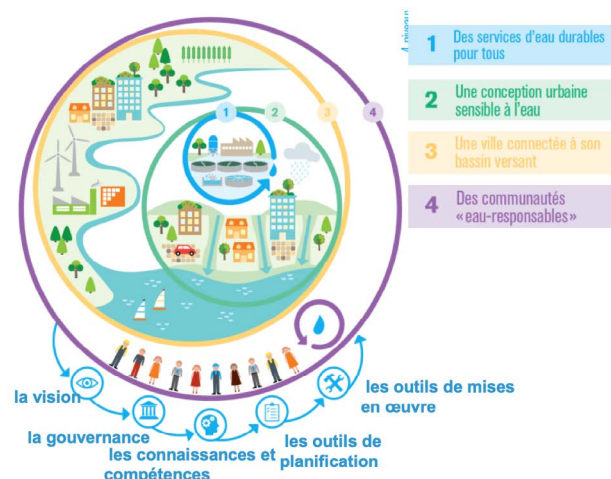 4 niveaux
1 Des services d'eau durables
pour tous
2 Une conception urbaine
sensible à l'eau
3 Une ville connectée à son
bassin versant
4 Des communautés
«eau-responsables»
1 2 3 4
la vision
la gouvernance
les connaissances et
compétences
les outils de
planification
les outils de mises
en œuvre